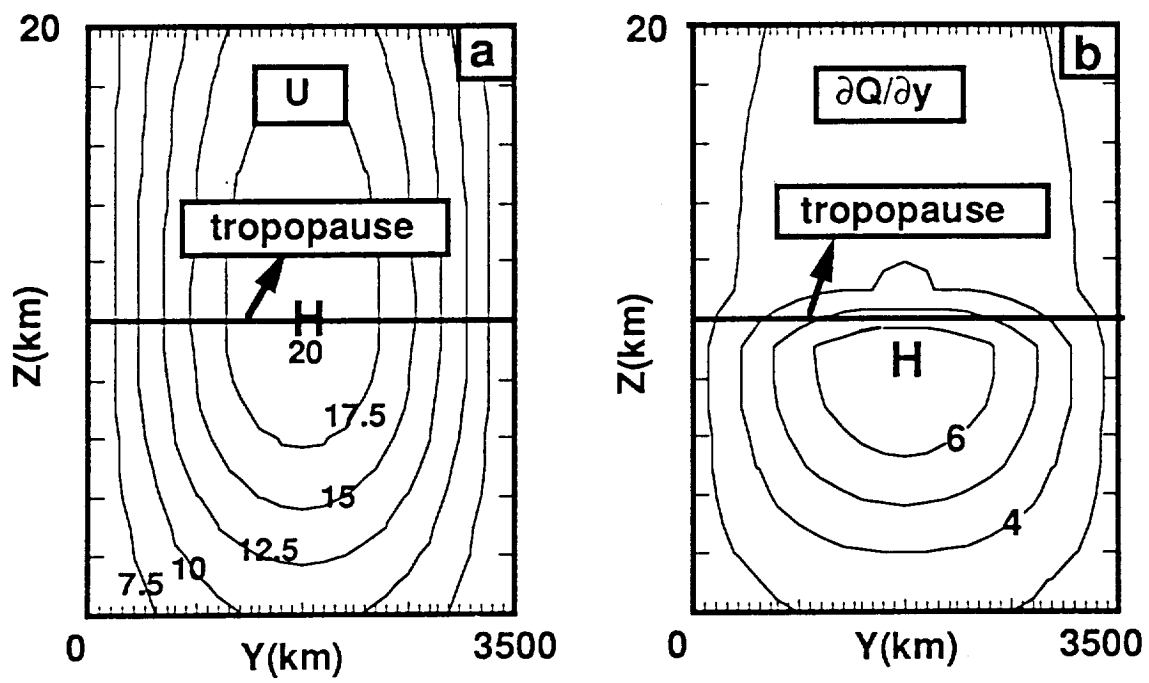 20
a
U
tropopause
H
20
17.5
15
12.5
10
7.5
Z(km)
0
Y(km)
3500
20
b
∂Q/∂y
tropopause
H
6
4
Z(km)
0
Y(km)
3500